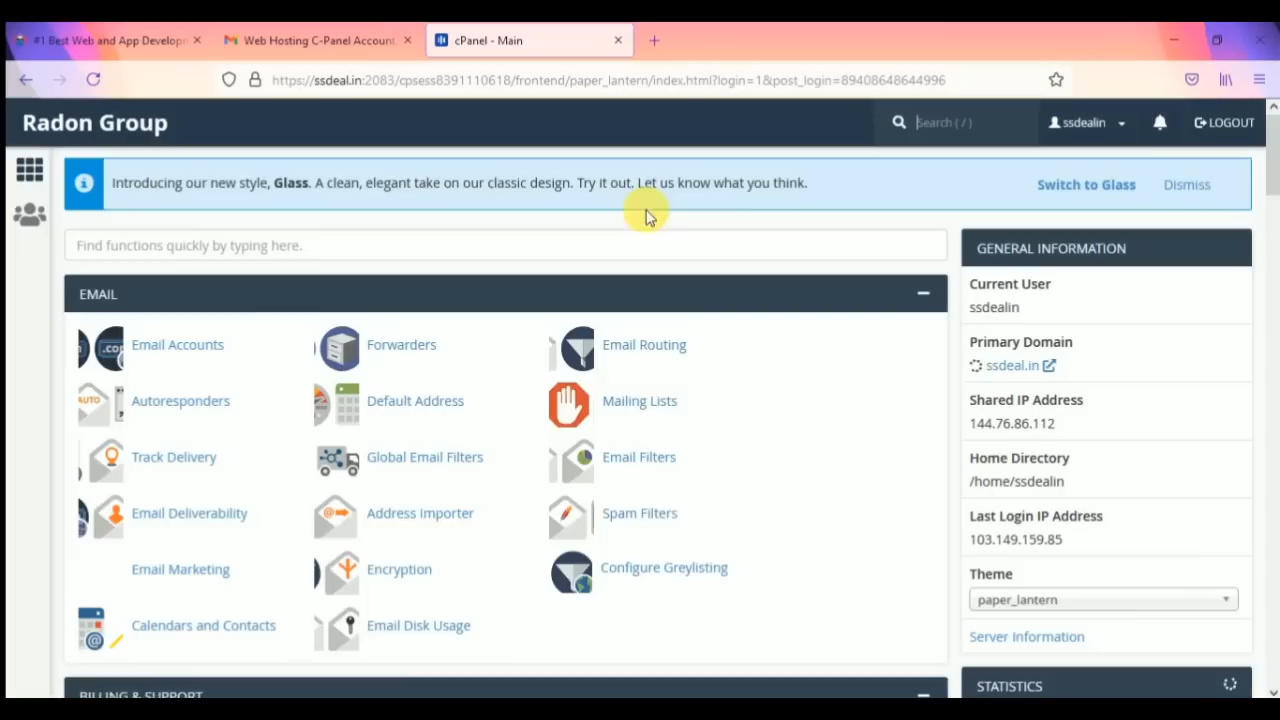 #1 Best Web and App Developm
Web Hosting C-Panel Account
cPanel - Main
https://ssdeal.in:2083/cpsess8391110618/frontend/paper_lantern/index.html?login=1&post_login=89408648644996
Radon Group
Search ( / )
ssdealin
LOGOUT
Introducing our new style, Glass. A clean, elegant take on our classic design. Try it out. Let us know what you think.
Switch to Glass
Dismiss
Find functions quickly by typing here.
EMAIL
Email Accounts
Forwarders
Email Routing
AUTO
Autoresponders
Default Address
Mailing Lists
Track Delivery
Global Email Filters
Email Filters
Email Deliverability
Address Importer
Spam Filters
Email Marketing
Encryption
Configure Greylisting
Calendars and Contacts
Email Disk Usage
BILLING & SUPPORT
GENERAL INFORMATION
Current User
ssdealin
Primary Domain
ssdeal.in
Shared IP Address
144.76.86.112
Home Directory
/home/ssdealin
Last Login IP Address
103.149.159.85
Theme
paper_lantern
Server Information
STATISTICS